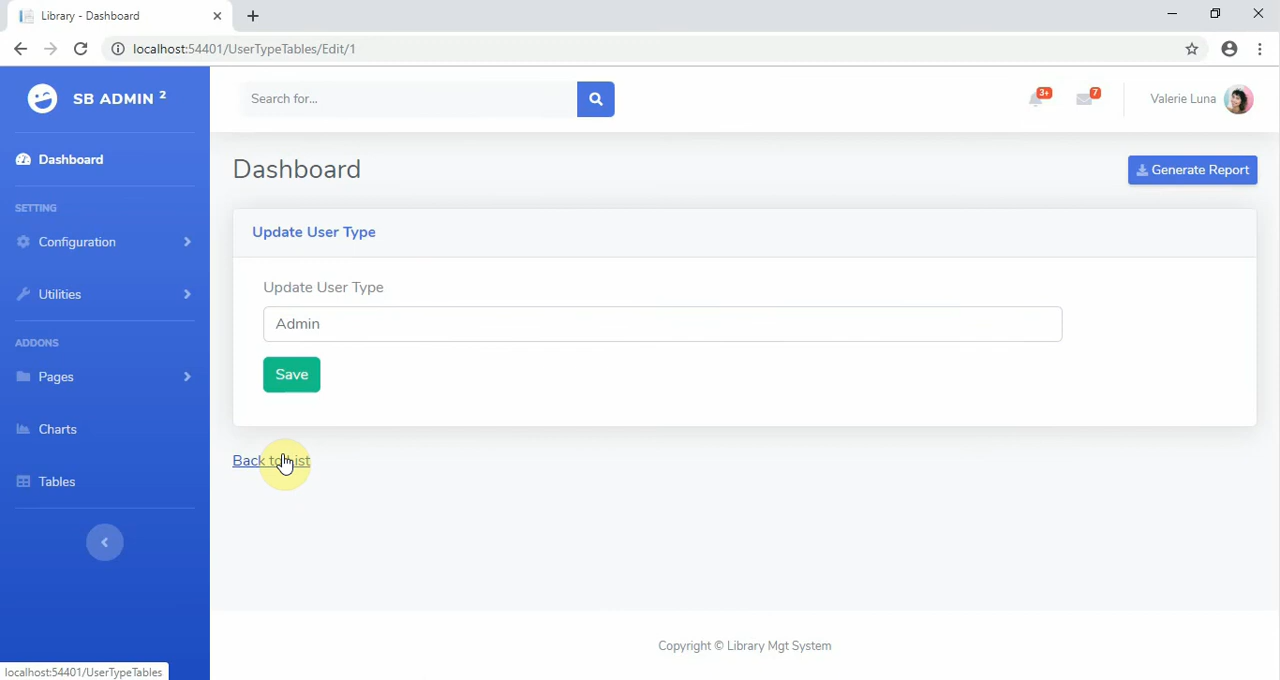 Library - Dashboard
localhost:54401/UserTypeTables/Edit/1
SB ADMIN 2
Search for...
3+
7
Valerie Luna
Dashboard
Dashboard
Generate Report
SETTING
Configuration
Utilities
ADDONS
Pages
Charts
Tables
Update User Type
Update User Type
Admin
Save
Back to List
Copyright © Library Mgt System
localhost:54401/UserTypeTables